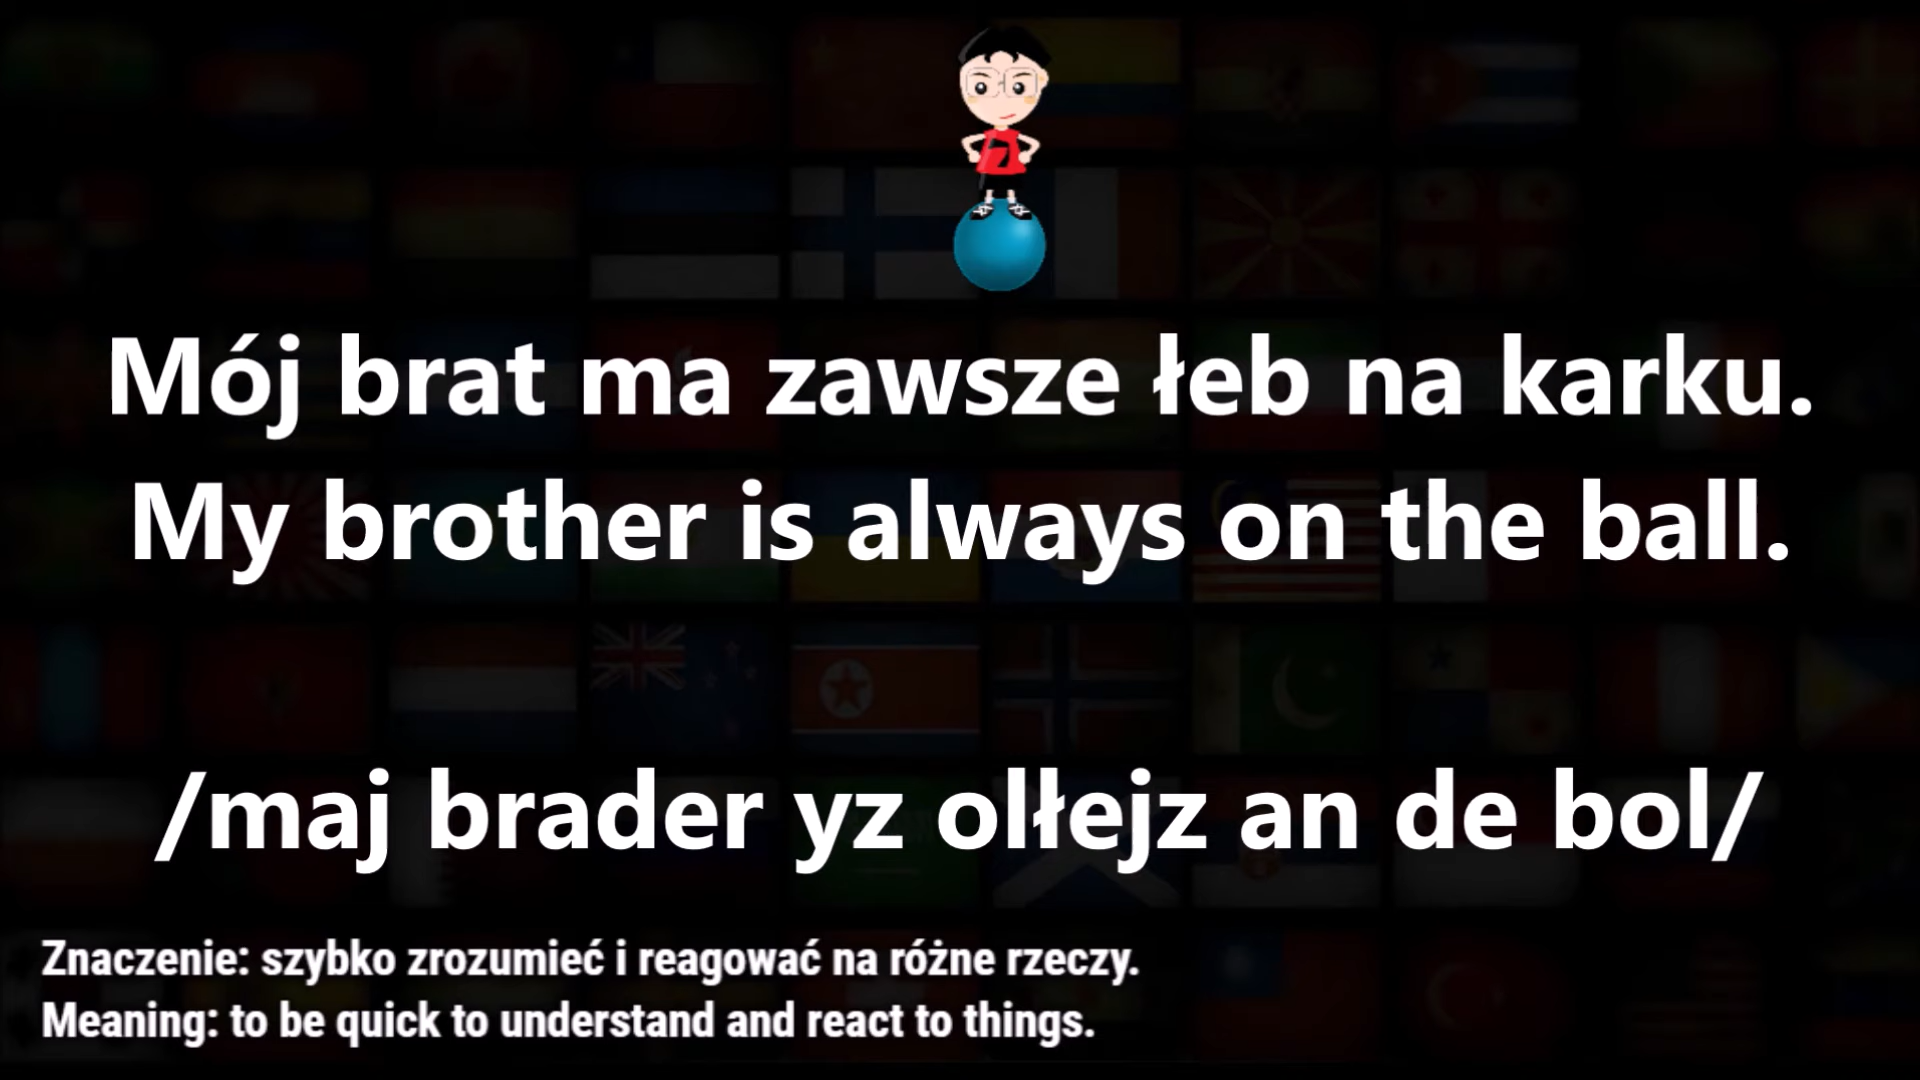 Mój brat ma zawsze łeb na karku.
My brother is always on the ball.
/maj brader yz olłejz an de bol/
Znaczenie: szybko zrozumieć i reagować na różne rzeczy.
Meaning: to be quick to understand and react to things.